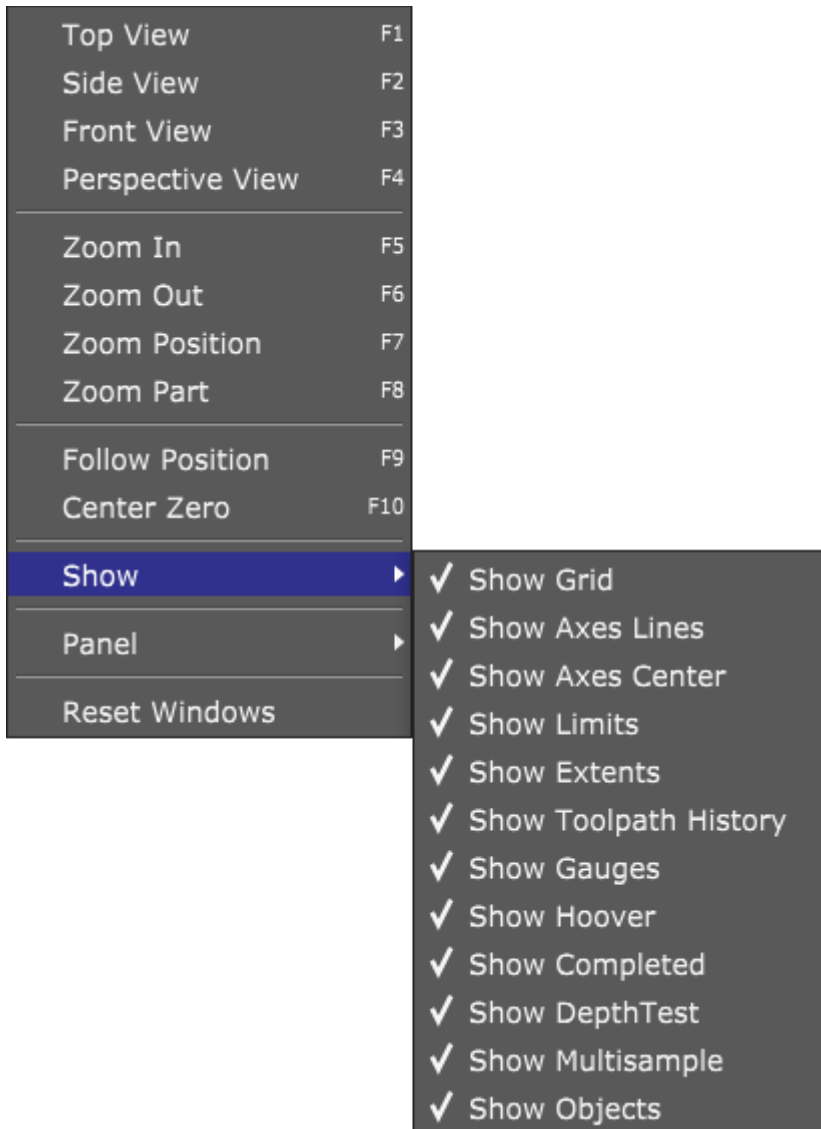 Top View F1
Side View F2
Front View F3
Perspective View F4
Zoom In F5
Zoom Out F6
Zoom Position F7
Zoom Part F8
Follow Position F9
Center Zero F10
Show
Panel
Reset Windows
Show Grid
Show Axes Lines
Show Axes Center
Show Limits
Show Extents
Show Toolpath History
Show Gauges
Show Hoover
Show Completed
Show DepthTest
Show Multisample
Show Objects